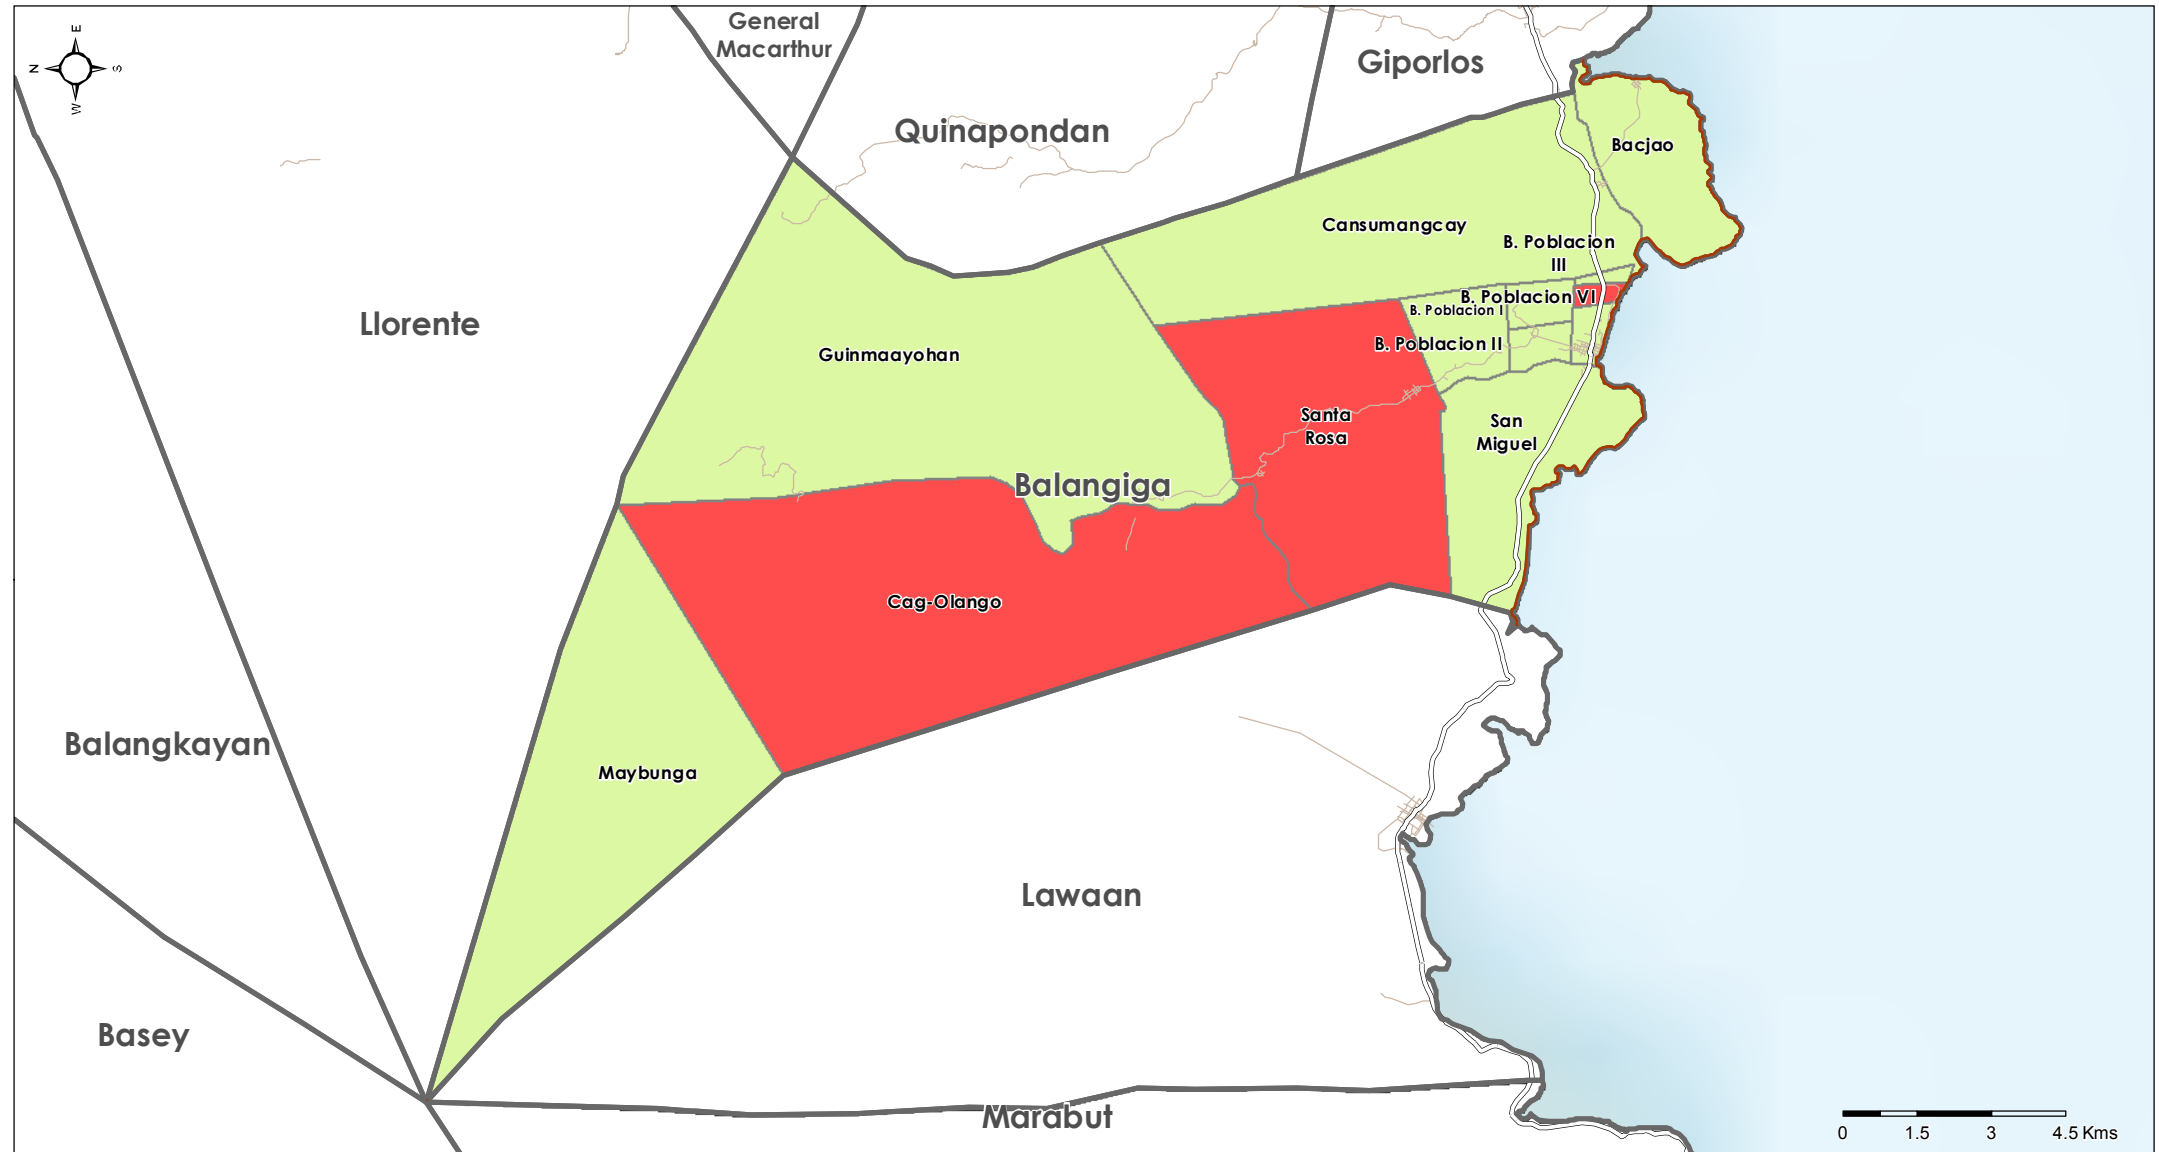 General
Macarthur
E
N
S
W
Giporlos
Quinapondan
Bacjao
Cansumangcay
B. Poblacion
III
B. Poblacion VI
B. Poblacion I
Llorente
B. Poblacion II
Guinmaayohan
Santa
Rosa
San
Miguel
Balangiga
Cag-Olango
Balangkayan
Maybunga
Lawaan
Basey
Marabut
0 1.5 3 4.5 Kms